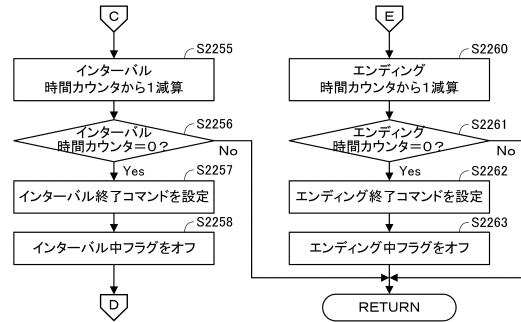 C
S2255
インターバル
時間カウンタから1減算
S2256
インターバル
時間カウンタ=0?
No
Yes
S2257
インターバル終了コマンドを設定
S2258
インターバル中フラグをオフ
D
E
S2260
エンディング
時間カウンタから1減算
S2261
エンディング
時間カウンタ=0?
No
Yes
S2262
エンディング終了コマンドを設定
S2263
エンディング中フラグをオフ
RETURN